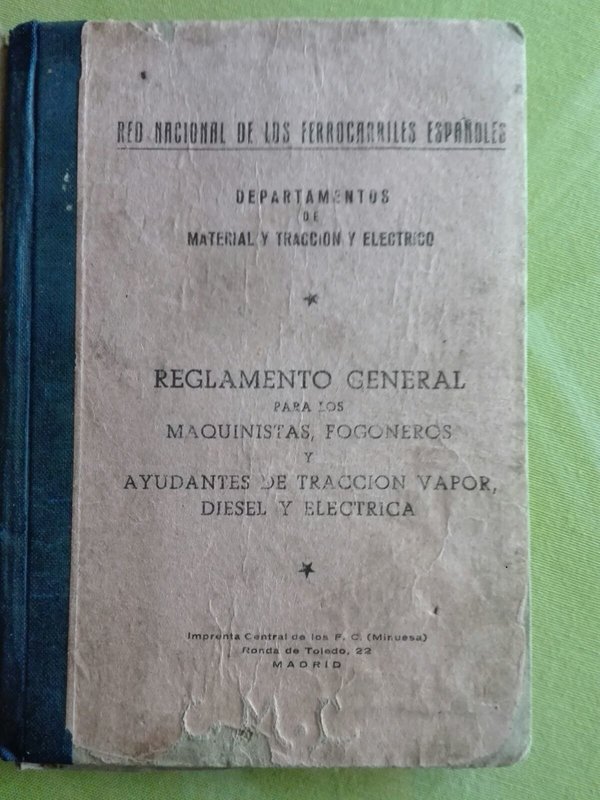 RED NACIONAL DE LOS FERROCARRILES ESPAÑOLES
DEPARTAMENTOS
DE
MATERIAL Y TRACCION Y ELECTRICO
REGLAMENTO GENERAL
PARA LOS
MAQUINISTAS, FOGONEROS
Y
AYUDANTES DE TRACCION VAPOR,
DIESEL Y ELECTRICA
Imprenta Central de los F. C. (Minuesa)
Ronda de Toledo, 22
MADRID